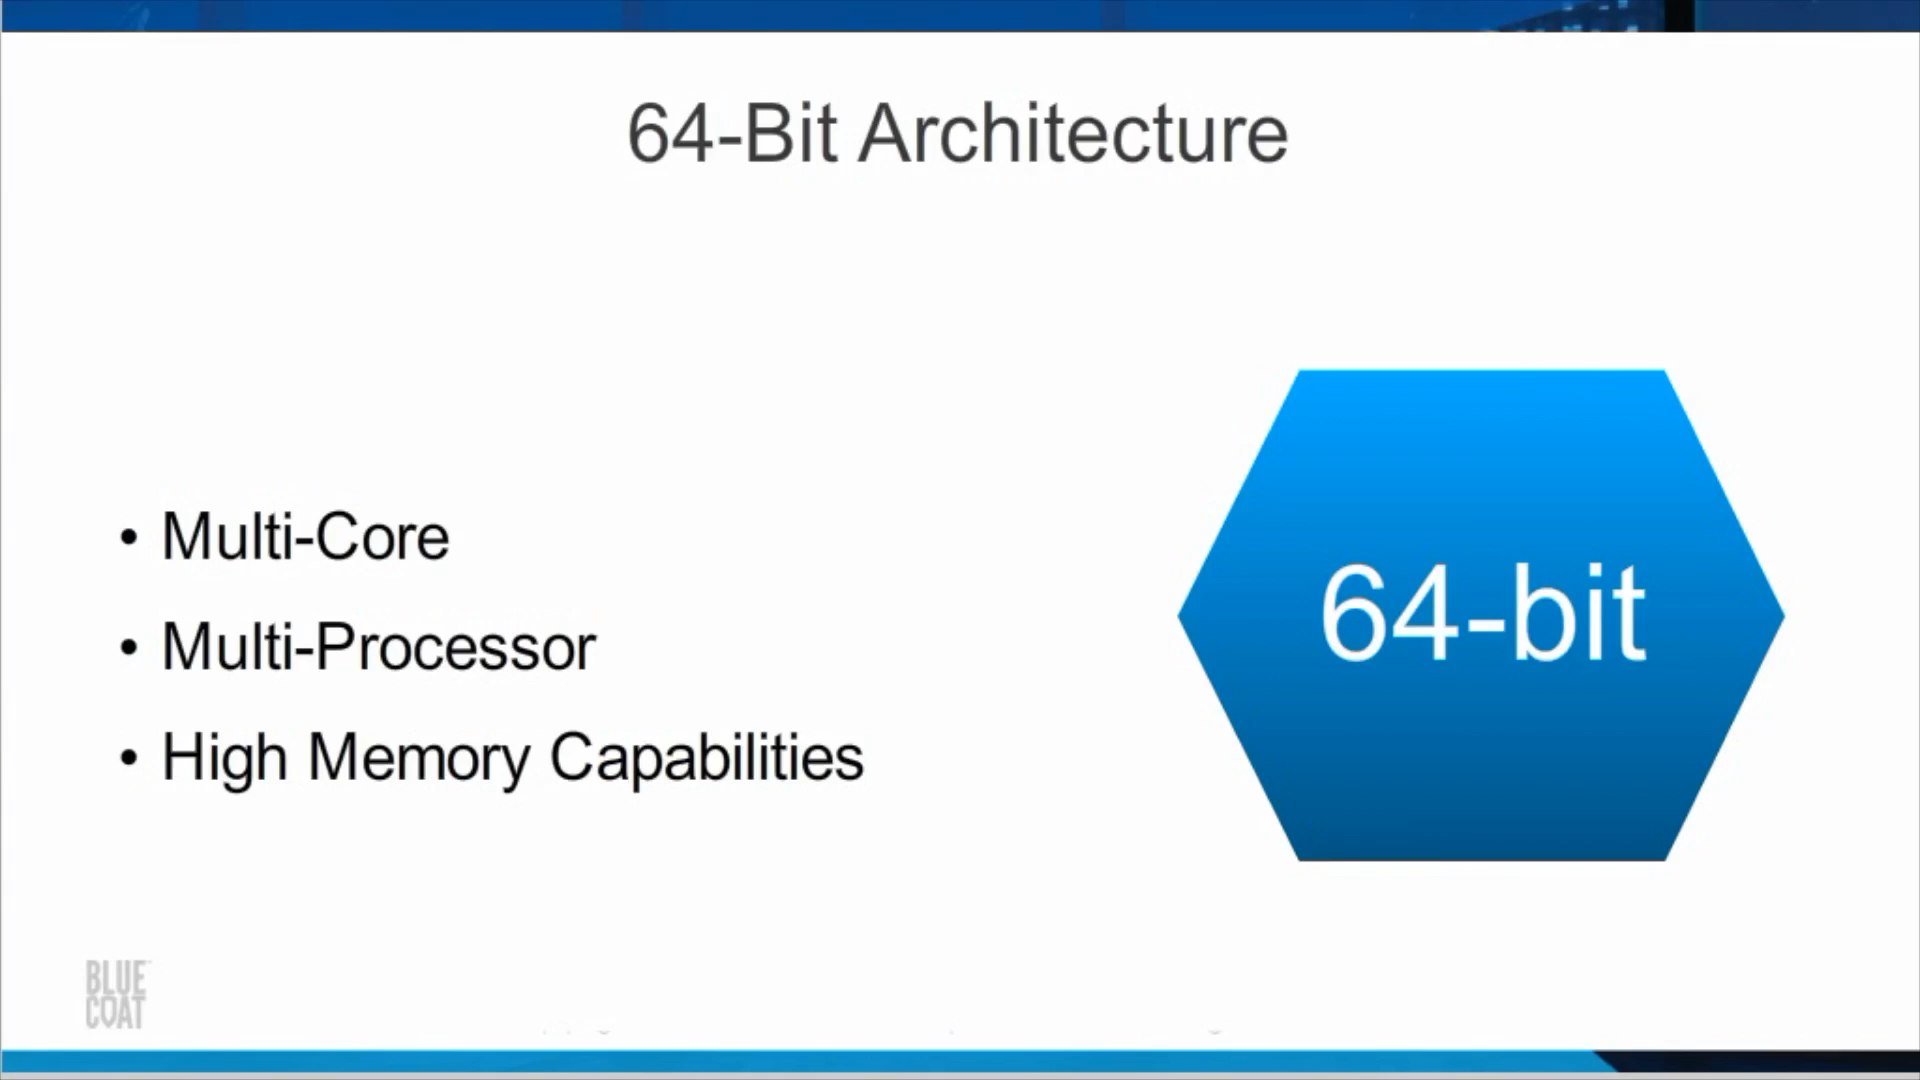 64-Bit Architecture
• Multi-Core
• Multi-Processor
• High Memory Capabilities
64-bit
BLUE
COAT